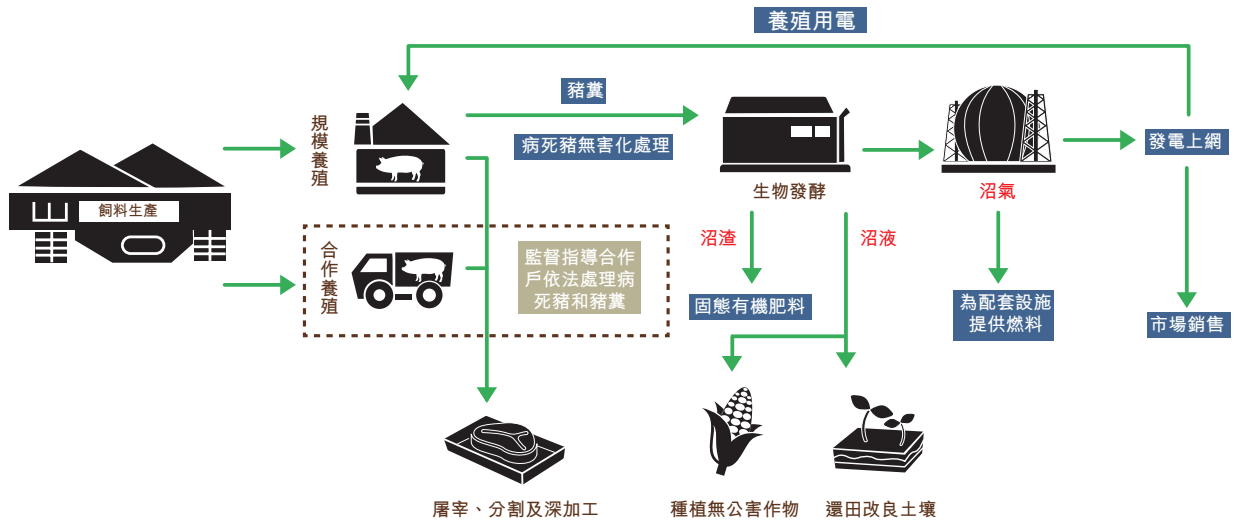 養殖用電
豬糞
病死豬無害化處理
規模養殖
飼料生產
合作養殖
監督指導合作
戶依法處理病
死豬和豬糞
生物發酵
沼氣
發電上網
沼渣
沼液
固態有機肥料
為配套設施
提供燃料
市場銷售
屠宰、分割及深加工
種植無公害作物
還田改良土壤